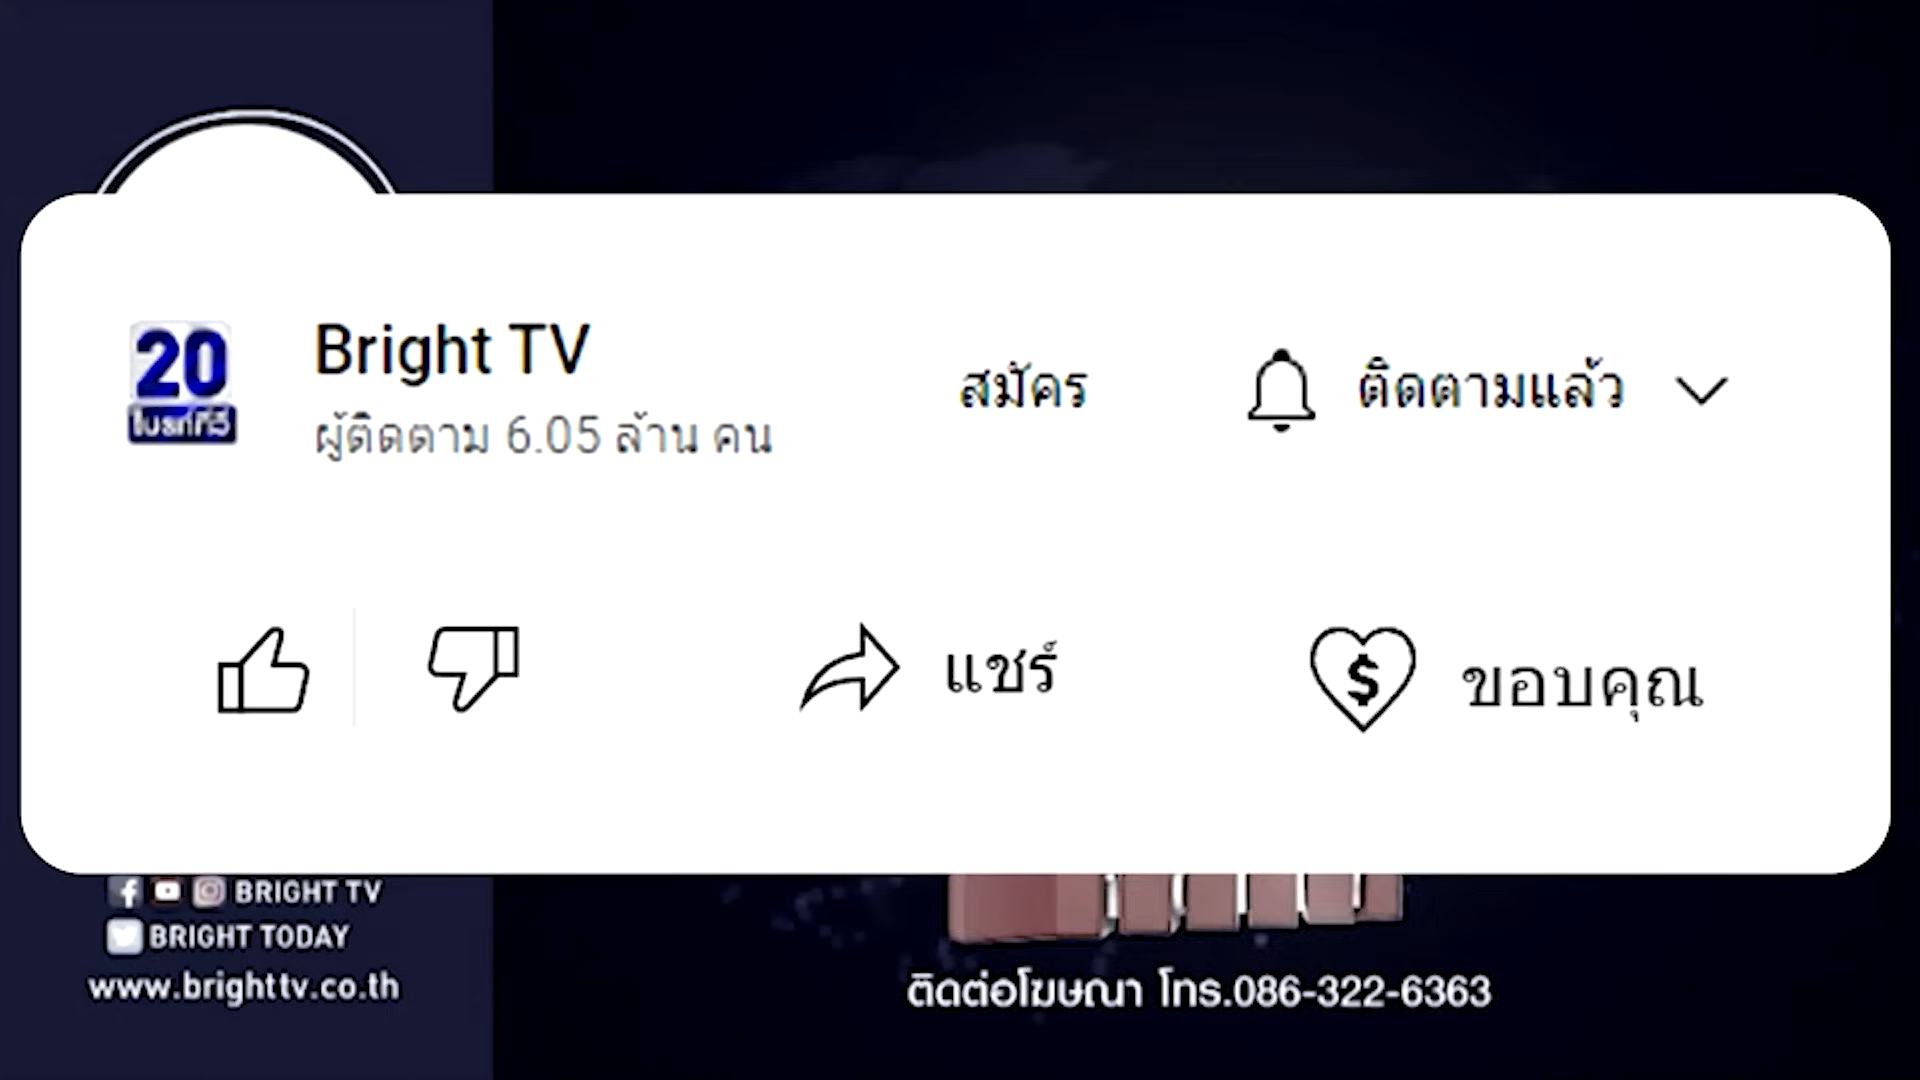 20
ไบรท์ทีวี
Bright TV
ผู้ติดตาม 6.05 ล้าน คน
สมัคร
ติดตามแล้ว
แชร์
$ ขอบคุณ
BRIGHT TV
BRIGHT TODAY
www.brighttv.co.th
ติดต่อโฆษณา โทร.086-322-6363